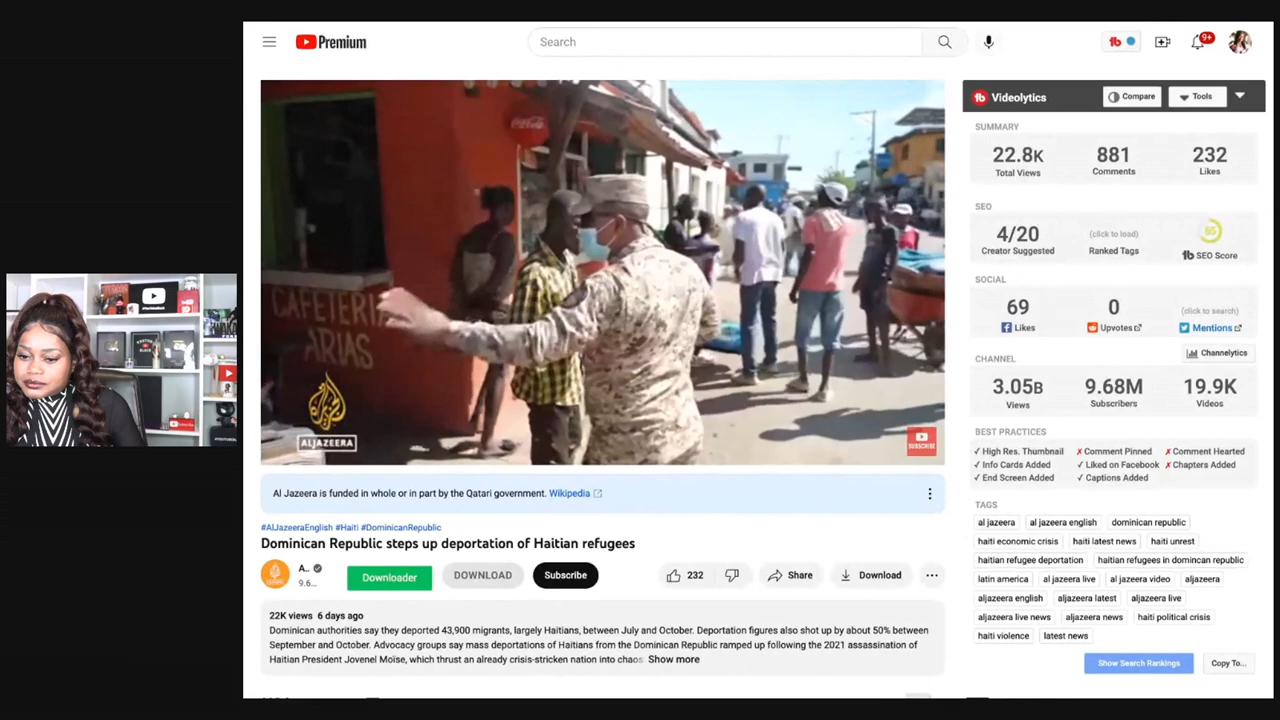 Premium
Search
9+
Coca-Cola
CAFETERIA
ARIAS
ALJAZEERA
SUBSCRIBE
Al Jazeera is funded in whole or in part by the Qatari government. Wikipedia
#AlJazeeraEnglish #Haiti #DominicanRepublic
Dominican Republic steps up deportation of Haitian refugees
A..
9.6...
Downloader
DOWNLOAD
Subscribe
232
Share
Download
22K views 6 days ago
Dominican authorities say they deported 43,900 migrants, largely Haitians, between July and October. Deportation figures also shot up by about 50% between
September and October. Advocacy groups say mass deportations of Haitians from the Dominican Republic ramped up following the 2021 assassination of
Haitian President Jovenel Moïse, which thrust an already crisis-stricken nation into chaos Show more
tb Videolytics
Compare
Tools
SUMMARY
22.8K 881 232
Total Views Comments Likes
SEO
4/20 (click to load) 65
Creator Suggested Ranked Tags tb SEO Score
SOCIAL
69 0 (click to search)
Likes Upvotes Mentions
CHANNEL
Channelytics
3.05B 9.68M 19.9K
Views Subscribers Videos
BEST PRACTICES
✓ High Res. Thumbnail ✗ Comment Pinned ✗ Comment Hearted
✓ Info Cards Added ✓ Liked on Facebook ✗ Chapters Added
✓ End Screen Added ✓ Captions Added
TAGS
al jazeera al jazeera english dominican republic
haiti economic crisis haiti latest news haiti unrest
haitian refugee deportation haitian refugees in domincan republic
latin america al jazeera live al jazeera video aljazeera
aljazeera english aljazeera latest aljazeera live
aljazeera live news aljazeera news haiti political crisis
haiti violence latest news
Show Search Rankings
Copy To...